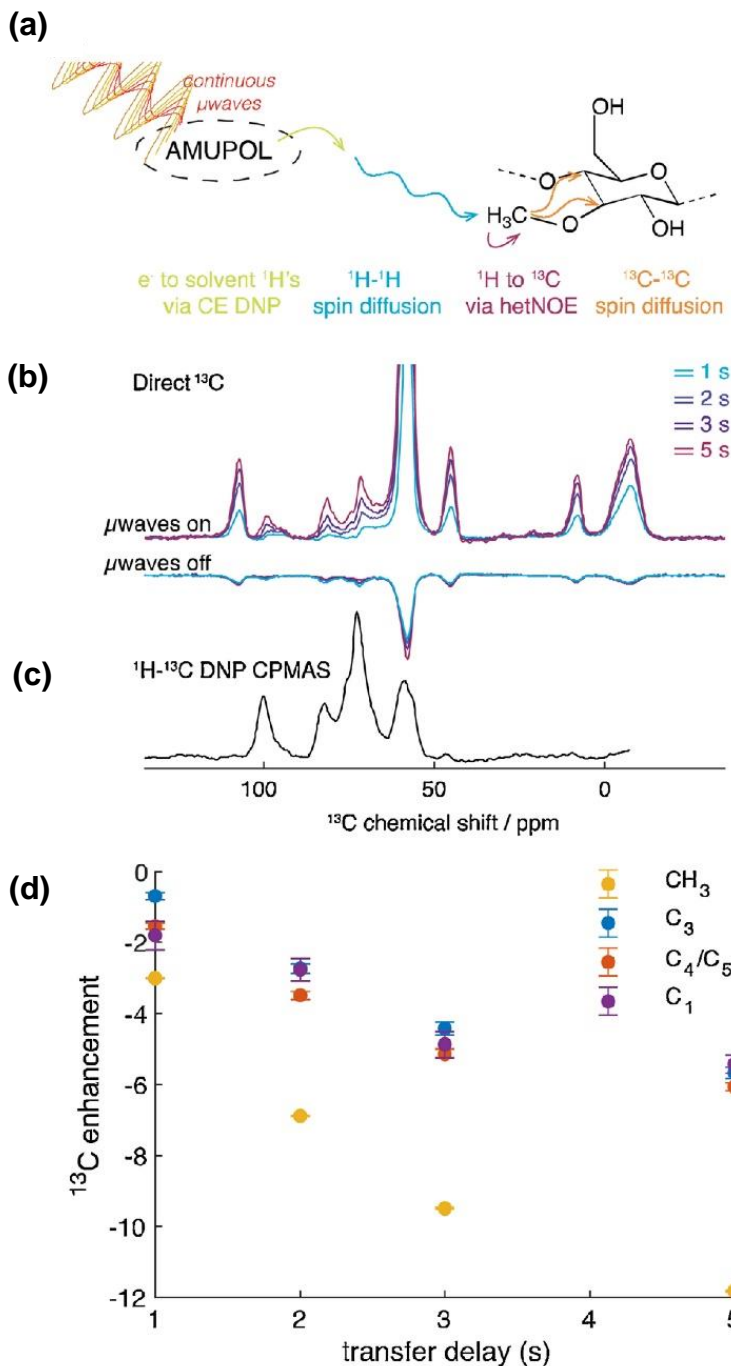 (a)
continuous
μwaves
AMUPOL
OH
O
O
O
H₃C
O
OH
e⁻ to solvent ¹H's
via CE DNP
¹H-¹H
spin diffusion
¹H to ¹³C
via hetNOE
¹³C-¹³C
spin diffusion
(b)
Direct ¹³C
1 s
2 s
3 s
5 s
μwaves on
μwaves off
(c)
¹H-¹³C DNP CPMAS
100
50
0
¹³C chemical shift / ppm
(d)
0
-2
-4
-6
-8
-10
-12
¹³C enhancement
CH₃
C₃
C₄/C₅
C₁
1
2
3
4
5
transfer delay (s)